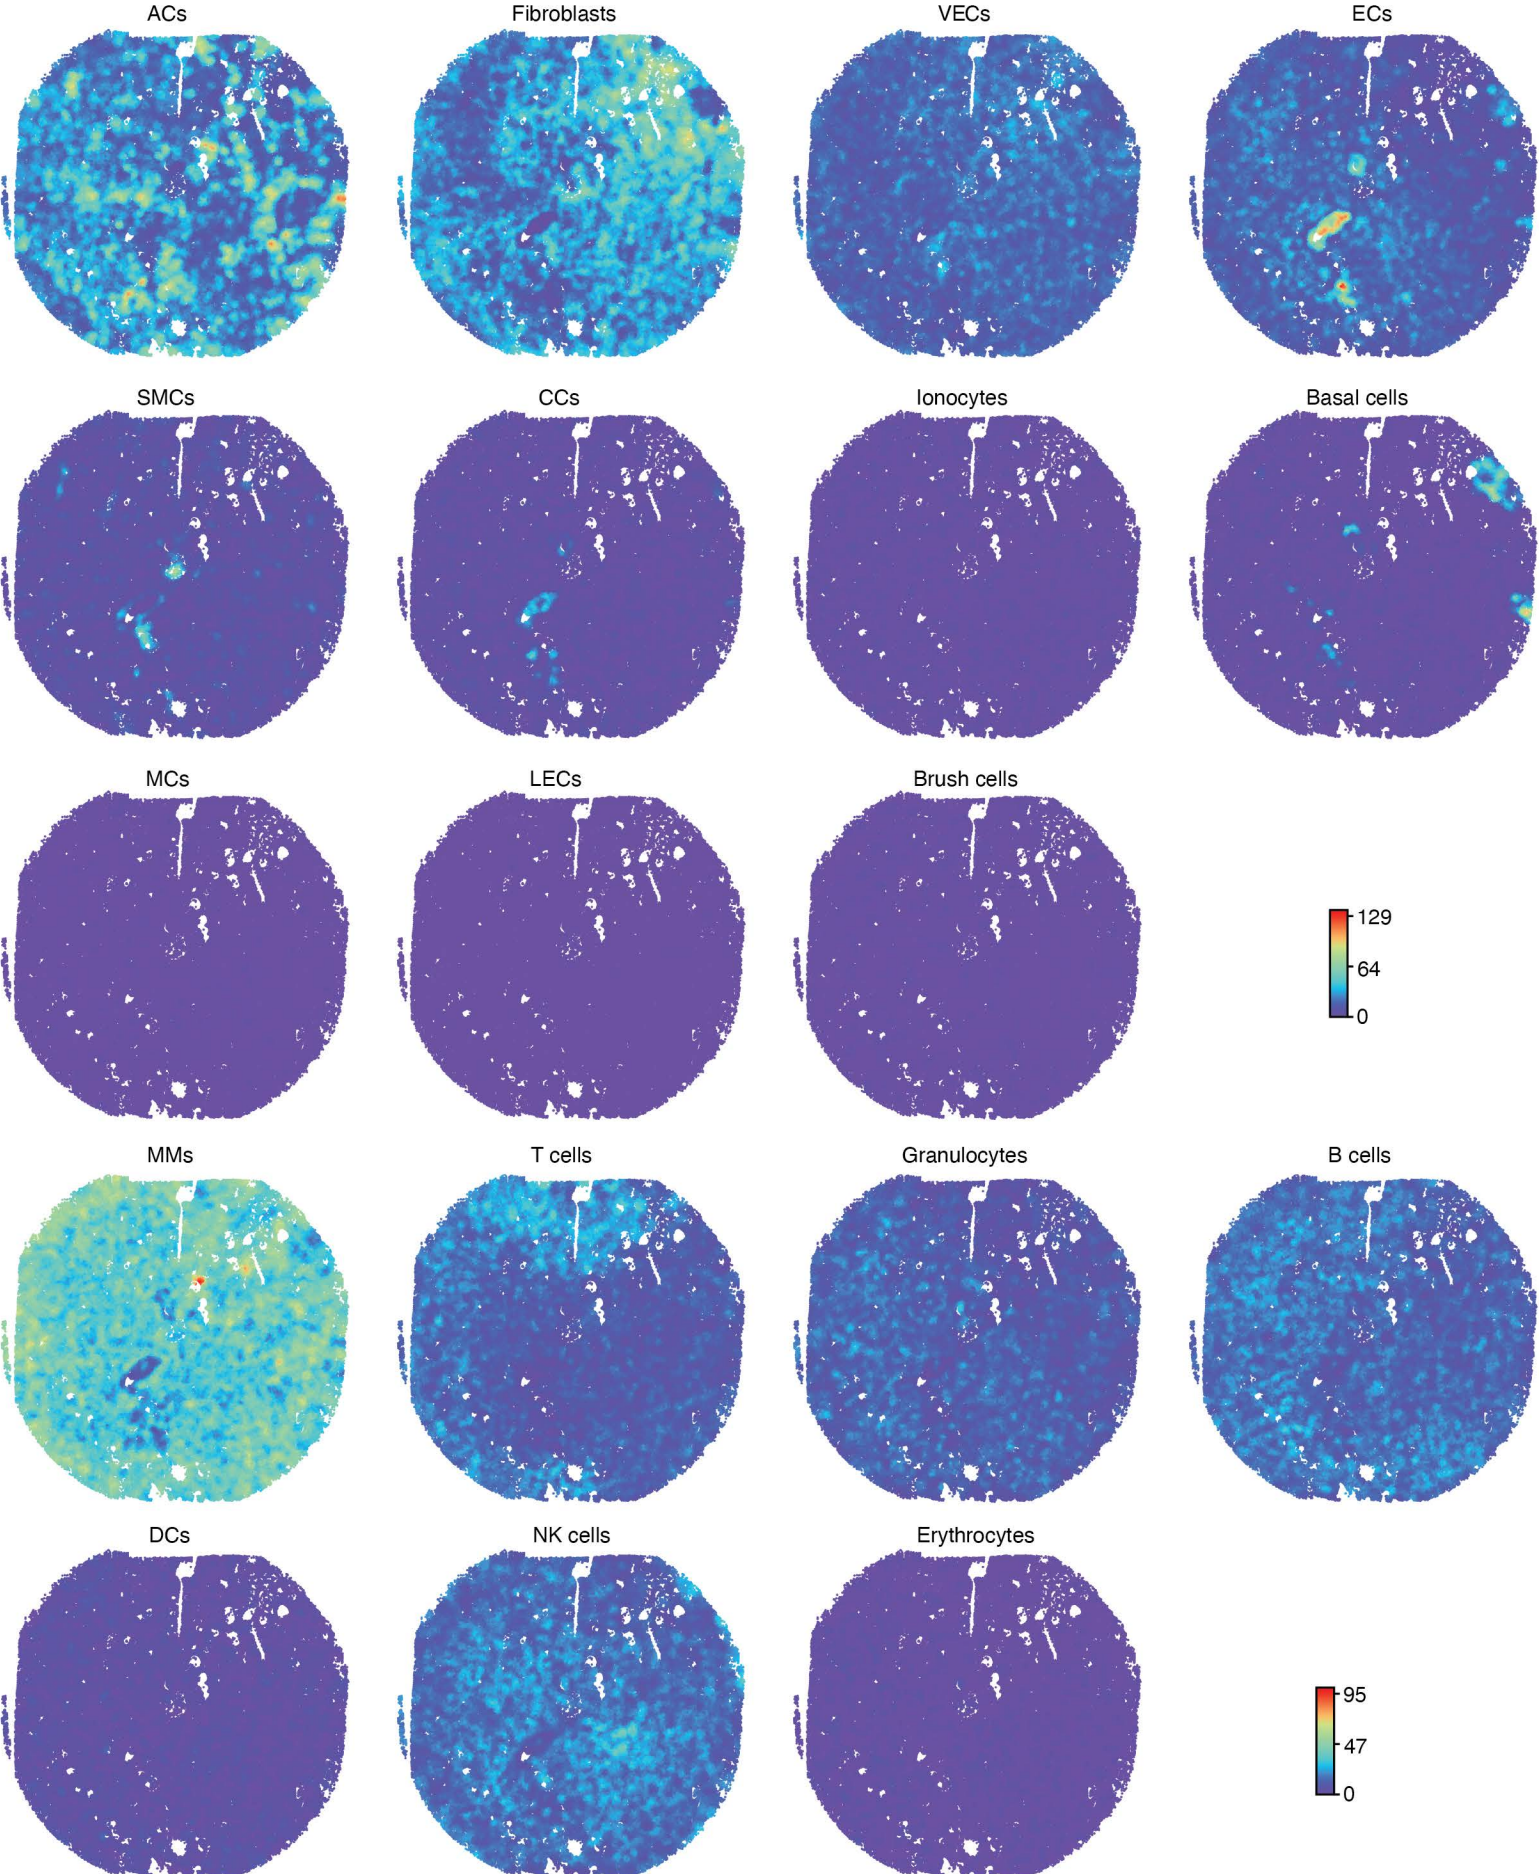 ACs Fibroblasts VECs ECs
SMCs CCs Ionocytes Basal cells
MCs LECs Brush cells
129
64
0
MMs T cells Granulocytes B cells
DCs NK cells Erythrocytes
95
47
0